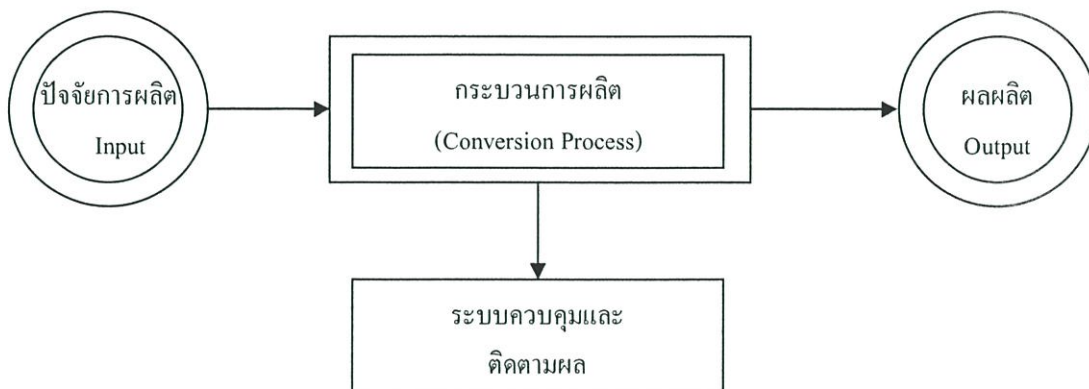 ปัจจัยการผลิต
Input
กระบวนการผลิต
(Conversion Process)
ผลผลิต
Output
ระบบควบคุมและ
ติดตามผล